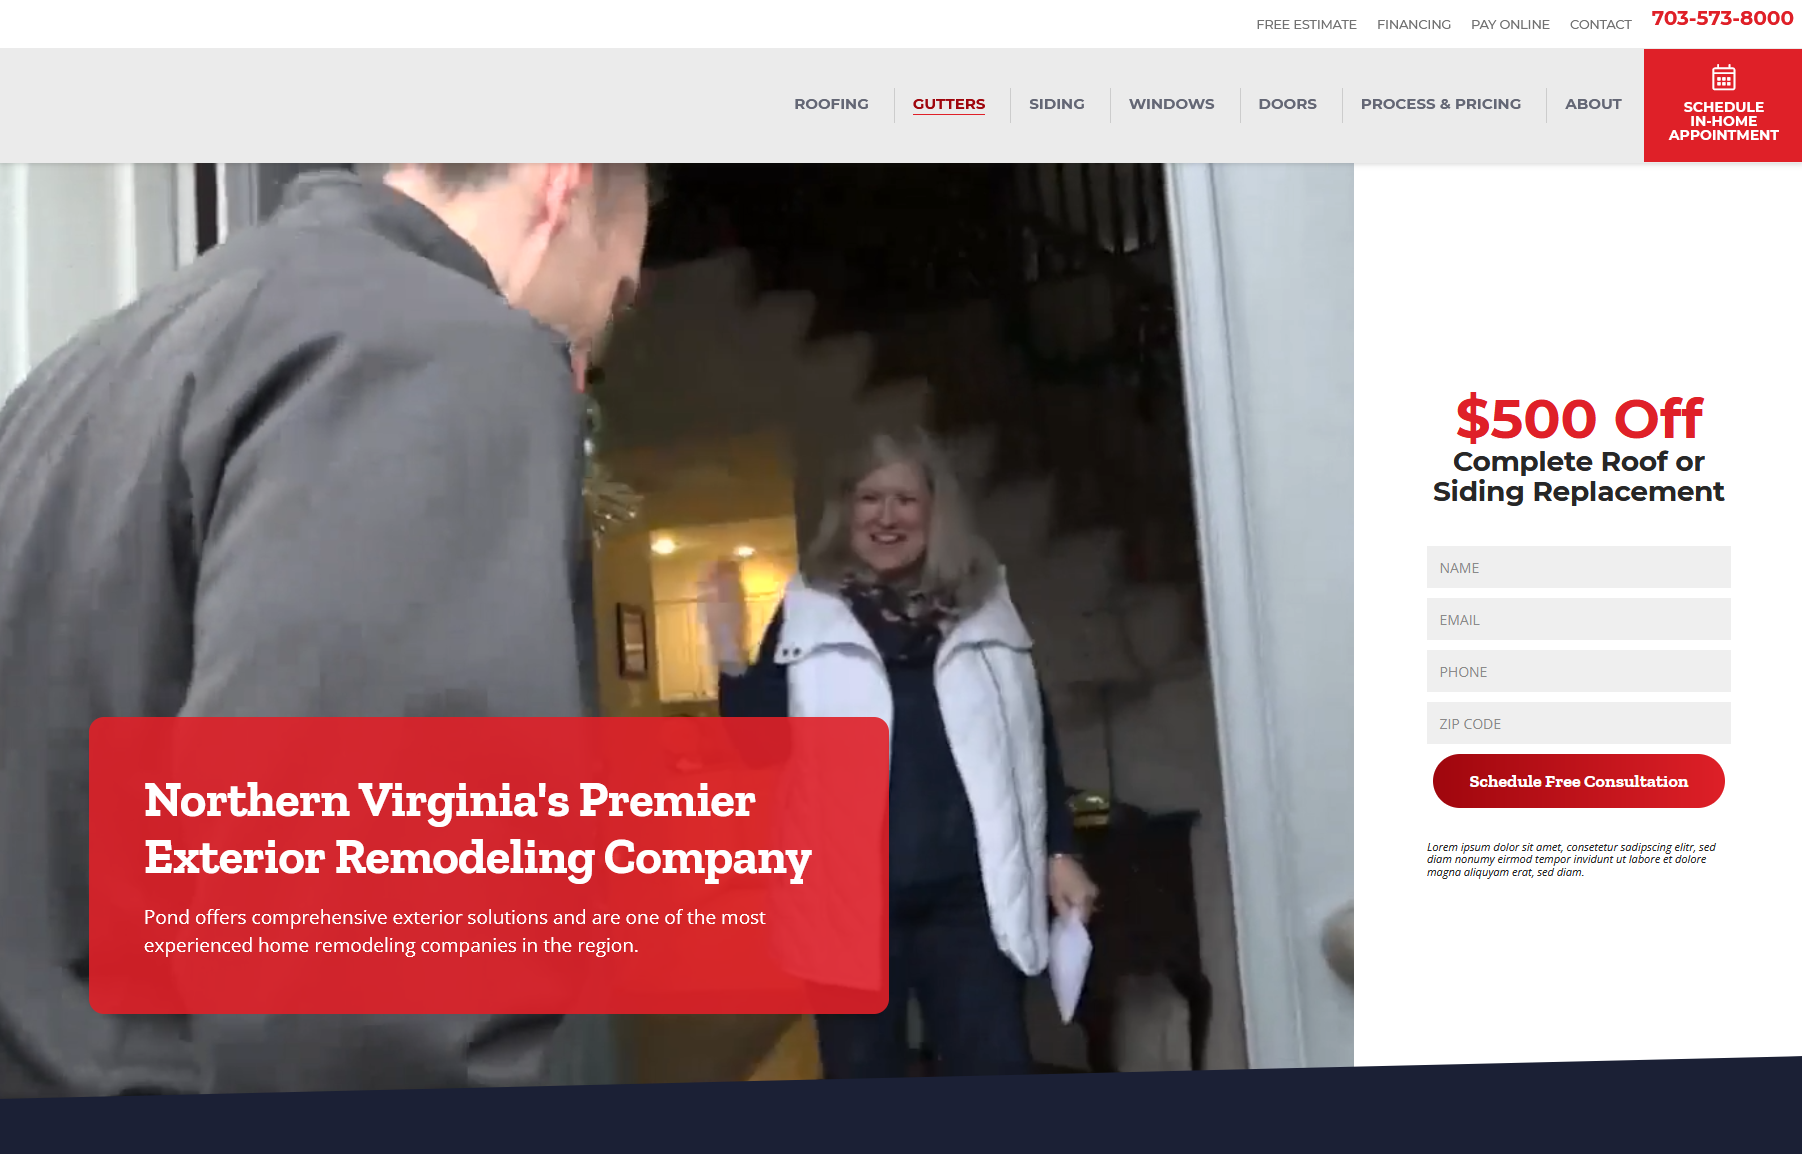 FREE ESTIMATE FINANCING PAY ONLINE CONTACT 703-573-8000
ROOFING GUTTERS SIDING WINDOWS DOORS PROCESS & PRICING ABOUT
SCHEDULE
IN-HOME
APPOINTMENT
$500 Off
Complete Roof or
Siding Replacement
NAME
EMAIL
PHONE
ZIP CODE
Schedule Free Consultation
Lorem ipsum dolor sit amet, consetetur sadipscing elitr, sed
diam nonumy eirmod tempor invidunt ut labore et dolore
magna aliquyam erat, sed diam.
Northern Virginia's Premier
Exterior Remodeling Company
Pond offers comprehensive exterior solutions and are one of the most
experienced home remodeling companies in the region.